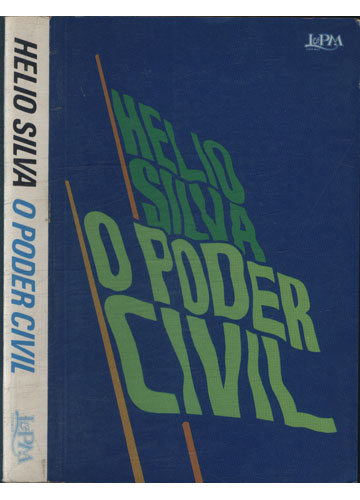 HELIO SILVA O PODER CIVIL
L&PM
L&PM
HELIO
SILVA
O PODER
CIVIL